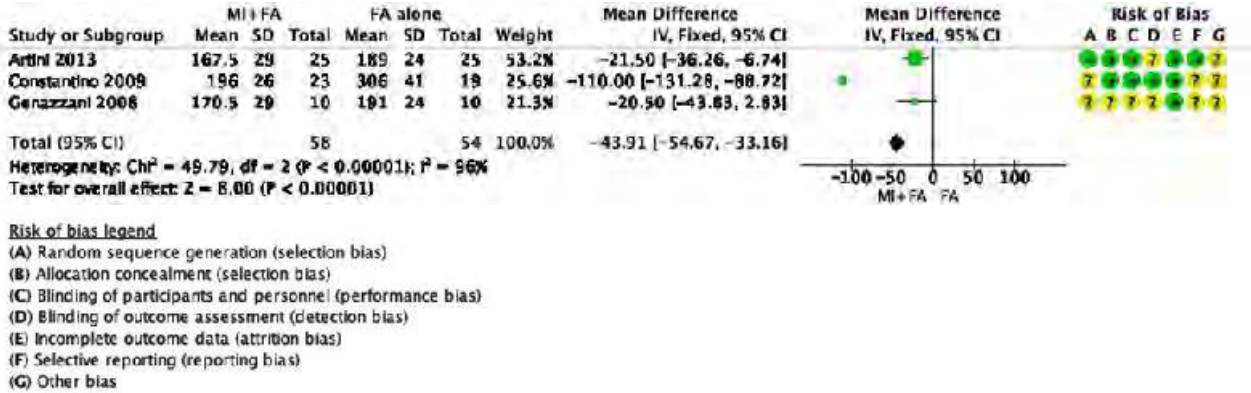 MI+FA FA alone Mean Difference Mean Difference Risk of Bias
Study or Subgroup Mean SD Total Mean SD Total Weight IV, Fixed, 95% CI IV, Fixed, 95% CI A B C D E F G
Artini 2013 167.5 29 25 189 24 25 53.2% −21.50 [−36.26, −6.74] ?
Constantino 2009 196 26 23 306 41 19 25.6% −110.00 [−131.28, −88.72] ? ? ?
Genazzani 2008 170.5 29 10 191 24 10 21.3% −20.50 [−43.83, 2.83] ? ? ? ? ? ?
Total (95% CI) 58 54 100.0% −43.91 [−54.67, −33.16]
Heterogeneity: Chi² = 49.79, df = 2 (P < 0.00001); I² = 96%
Test for overall effect: Z = 8.00 (P < 0.00001)
−100 −50 0 50 100
MI+FA FA
Risk of bias legend
(A) Random sequence generation (selection bias)
(B) Allocation concealment (selection bias)
(C) Blinding of participants and personnel (performance bias)
(D) Blinding of outcome assessment (detection bias)
(E) Incomplete outcome data (attrition bias)
(F) Selective reporting (reporting bias)
(G) Other bias